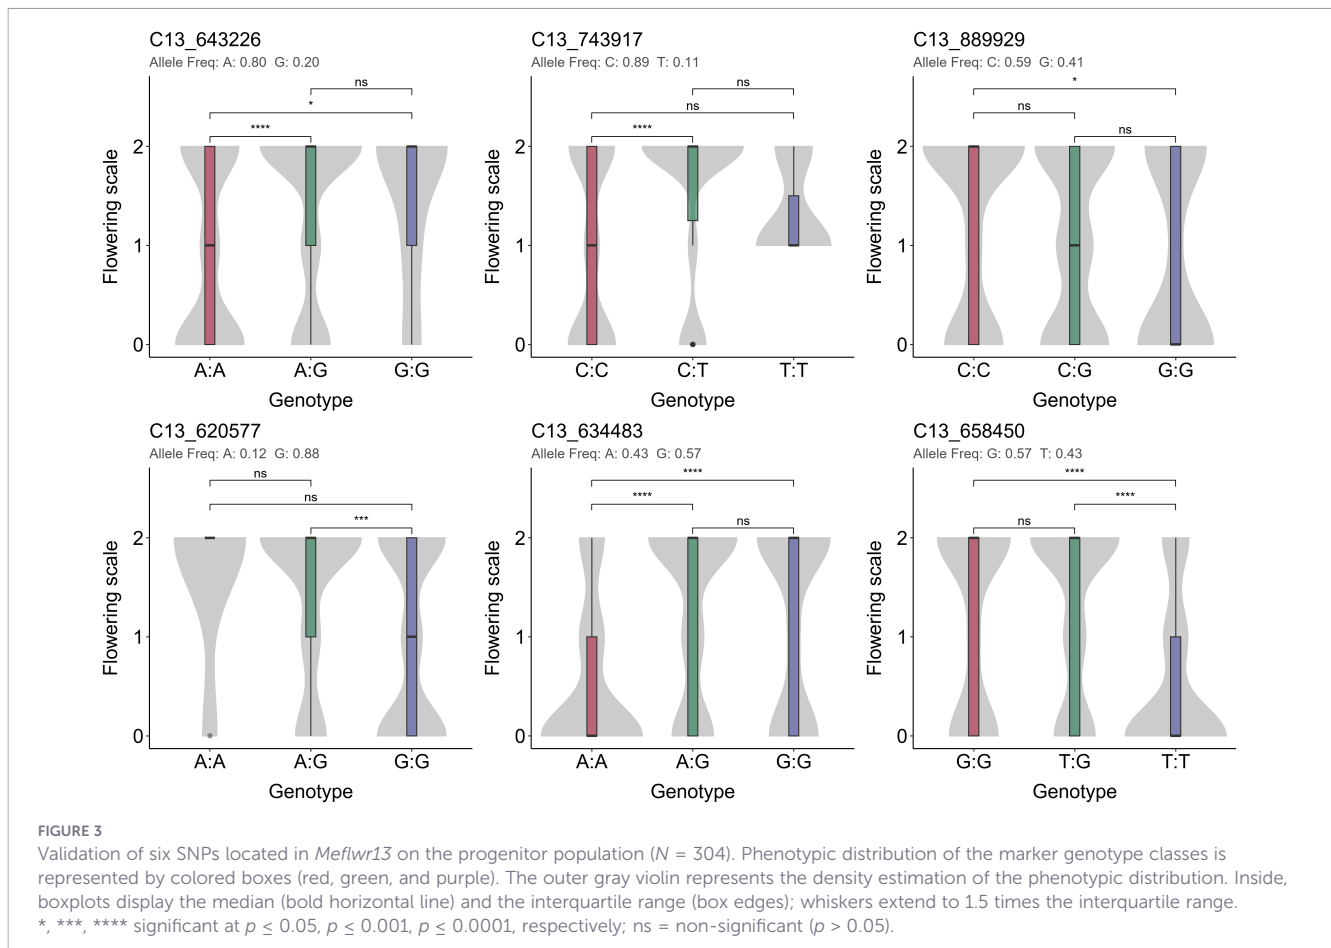 C13_643226
Allele Freq: A: 0.80 G: 0.20
ns
*
****
Flowering scale
2
1
0
A:A A:G G:G
Genotype
C13_743917
Allele Freq: C: 0.89 T: 0.11
ns
ns
****
Flowering scale
2
1
0
C:C C:T T:T
Genotype
C13_889929
Allele Freq: C: 0.59 G: 0.41
*
ns
ns
Flowering scale
2
1
0
C:C C:G G:G
Genotype
C13_620577
Allele Freq: A: 0.12 G: 0.88
ns
ns
***
Flowering scale
2
1
0
A:A A:G G:G
Genotype
C13_634483
Allele Freq: A: 0.43 G: 0.57
****
****
ns
Flowering scale
2
1
0
A:A A:G G:G
Genotype
C13_658450
Allele Freq: G: 0.57 T: 0.43
****
****
ns
Flowering scale
2
1
0
G:G T:G T:T
Genotype
FIGURE 3
Validation of six SNPs located in Meflwr13 on the progenitor population (N = 304). Phenotypic distribution of the marker genotype classes is
represented by colored boxes (red, green, and purple). The outer gray violin represents the density estimation of the phenotypic distribution. Inside,
boxplots display the median (bold horizontal line) and the interquartile range (box edges); whiskers extend to 1.5 times the interquartile range.
*, ***, **** significant at p ≤ 0.05, p ≤ 0.001, p ≤ 0.0001, respectively; ns = non-significant (p > 0.05).